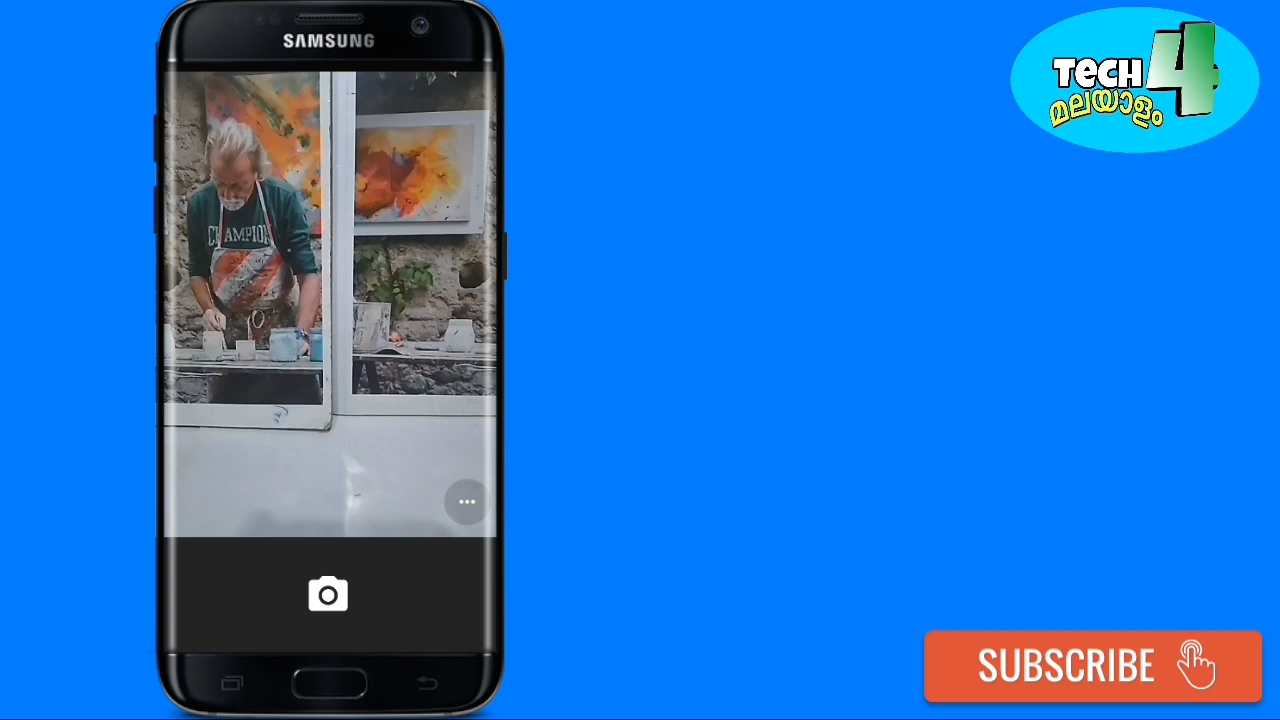 SAMSUNG
TECH 4
മലയാളം
CHAMPION
SUBSCRIBE